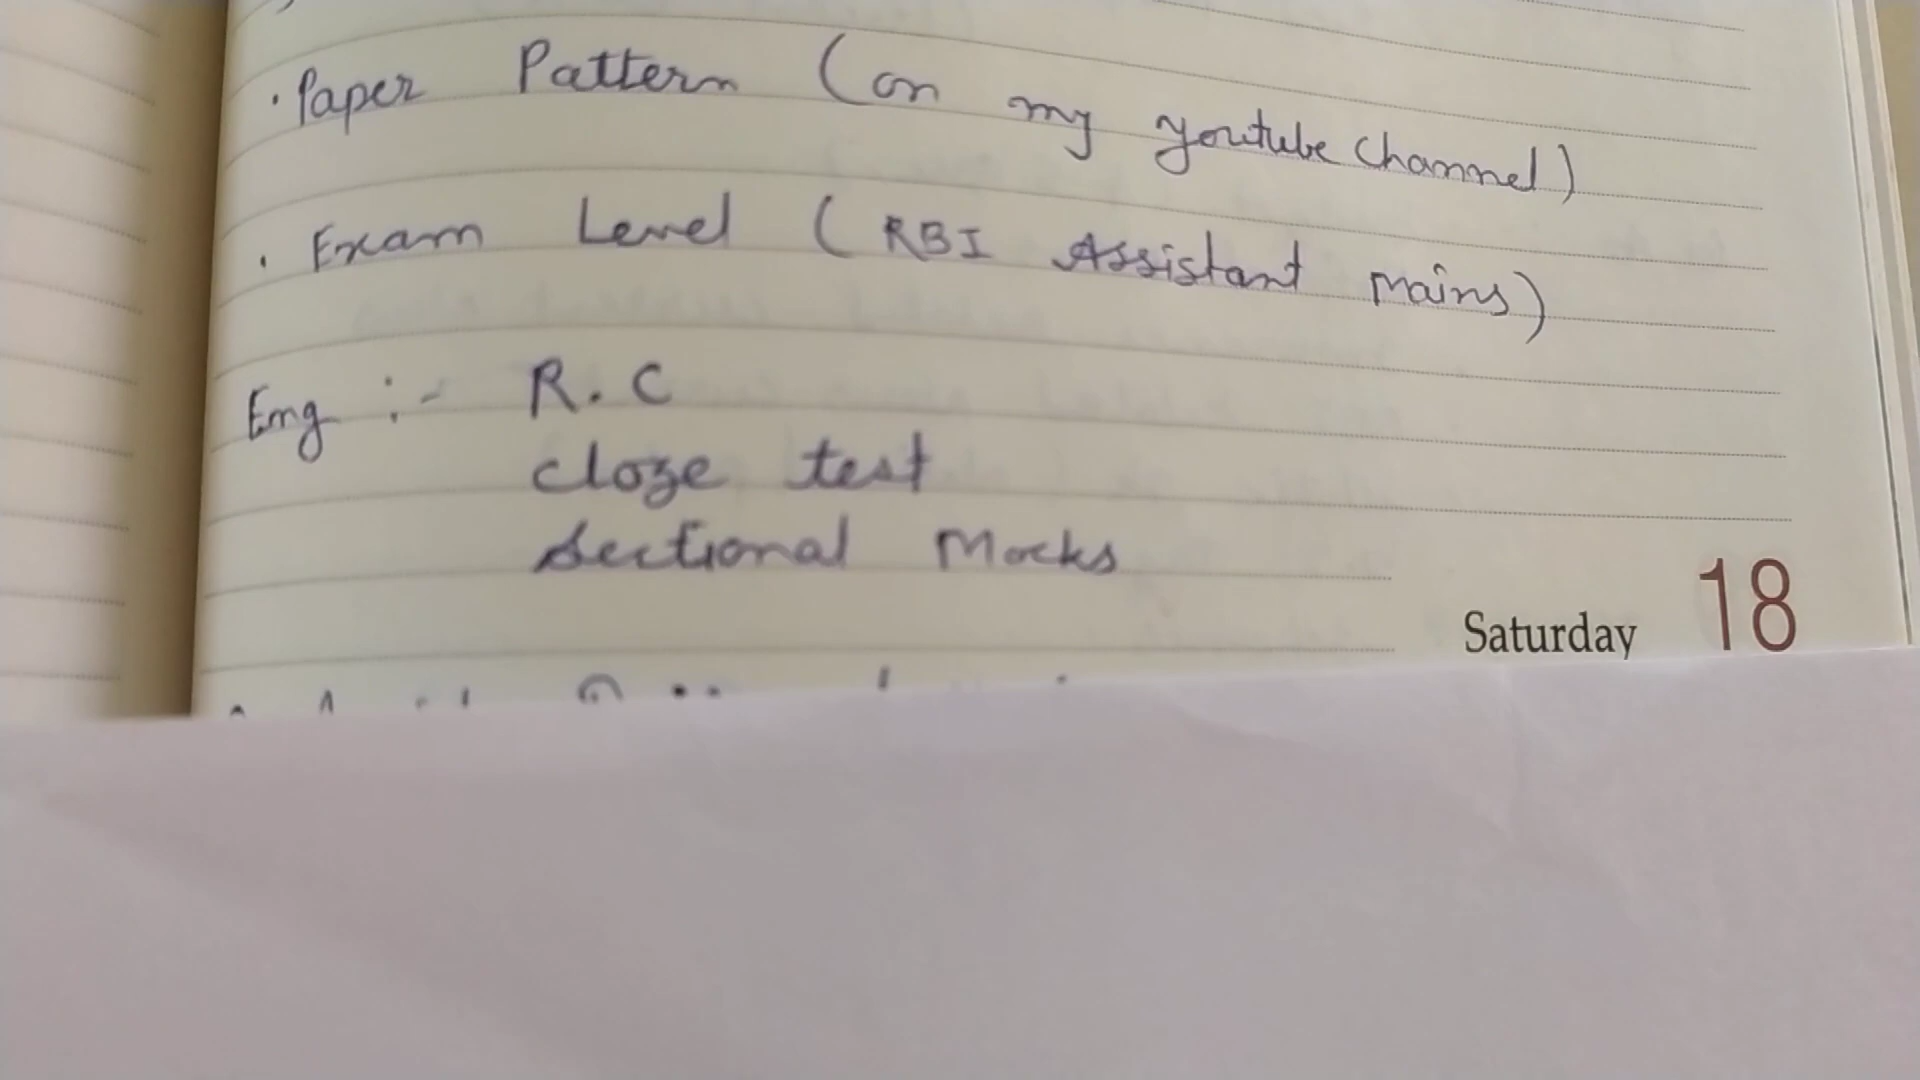 · Paper Pattern (on my youtube channel)
· Exam Level (RBI Assistant Mains)
Eng :- R.C
cloze test
Sectional Mocks
Saturday 18